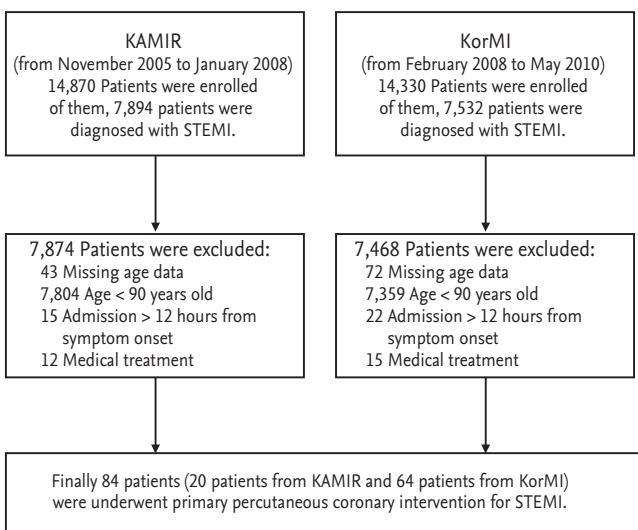 KAMIR
(from November 2005 to January 2008)
14,870 Patients were enrolled
of them, 7,894 patients were
diagnosed with STEMI.
KorMI
(from February 2008 to May 2010)
14,330 Patients were enrolled
of them, 7,532 patients were
diagnosed with STEMI.
7,874 Patients were excluded:
43 Missing age data
7,804 Age < 90 years old
15 Admission > 12 hours from
symptom onset
12 Medical treatment
7,468 Patients were excluded:
72 Missing age data
7,359 Age < 90 years old
22 Admission > 12 hours from
symptom onset
15 Medical treatment
Finally 84 patients (20 patients from KAMIR and 64 patients from KorMI)
were underwent primary percutaneous coronary intervention for STEMI.